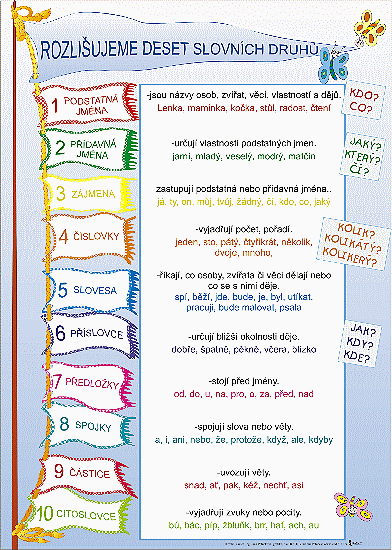 ROZLIŠUJEME DESET SLOVNÍCH DRUHŮ
1 PODSTATNÁ JMÉNA
-jsou názvy osob, zvířat, věcí, vlastností a dějů.
Lenka, maminka, kočka, stůl, radost, čtení
KDO?
CO?
2 PŘÍDAVNÁ JMÉNA
-určují vlastnosti podstatných jmen.
jarní, mladý, veselý, modrý, matčin
JAKÝ?
KTERÝ?
ČÍ?
3 ZÁJMENA
zastupují podstatná nebo přídavná jména..
já, ty, on, můj, tvůj, žádný, čí, kdo, co, jaký
4 ČÍSLOVKY
-vyjadřují počet, pořadí.
jeden, sto, pátý, čtyřikrát, několik,
dvoje, mnoho,
KOLIK?
KOLIKÁTÝ?
KOLIKERÝ?
5 SLOVESA
-říkají, co osoby, zvířata či věci dělají nebo
co se s nimi děje.
spí, běží, jde, bude, je, byl, utíkat,
pracuji, bude malovat, psala
6 PŘÍSLOVCE
-určují bližší okolnosti děje.
dobře, špatně, pěkně, včera, blízko
JAK?
KDY?
KDE?
7 PŘEDLOŽKY
-stojí před jmény.
od, do, u, na, pro, o, za, před, nad
8 SPOJKY
-spojují slova nebo věty.
a, i, ani, nebo, že, protože, když, ale, kdyby
9 ČÁSTICE
-uvozují věty.
snad, ať, pak, kéž, nechť, asi
10 CITOSLOVCE
-vyjadřují zvuky nebo pocity.
bú, bác, píp, žbluňk, brr, haf, ach, au